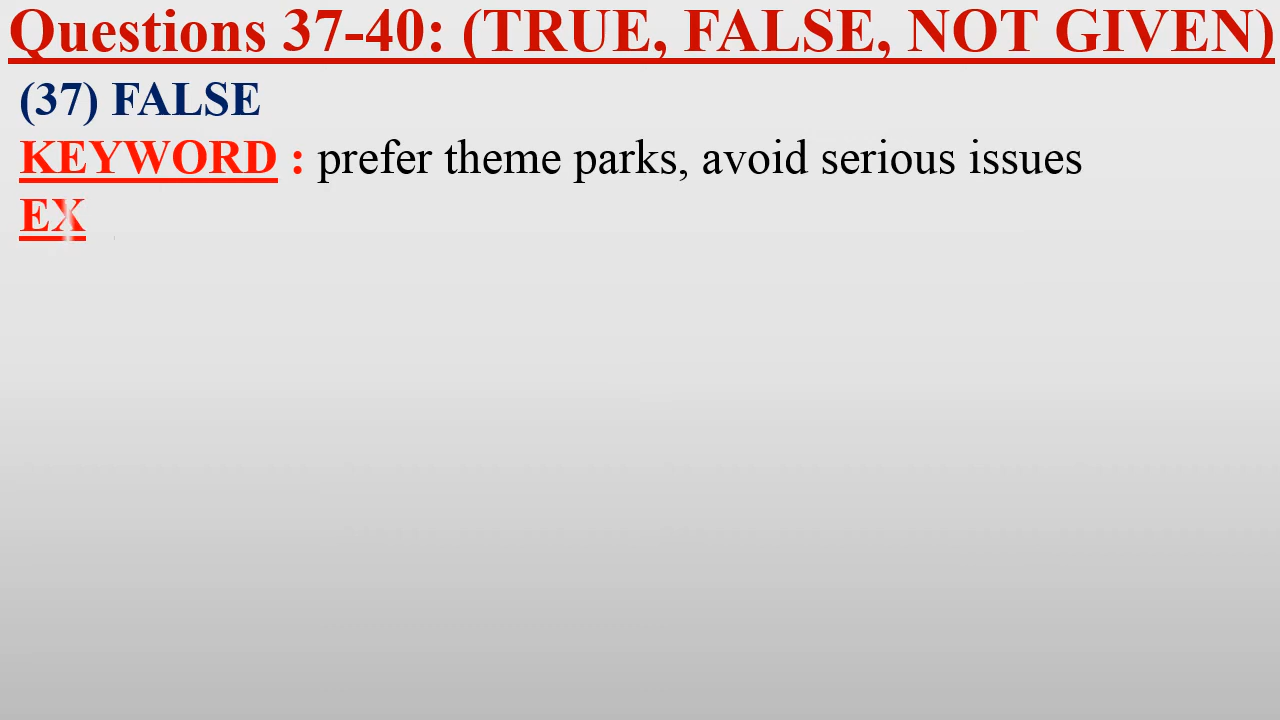 Questions 37-40: (TRUE, FALSE, NOT GIVEN)
(37) FALSE
KEYWORD : prefer theme parks, avoid serious issues
EX